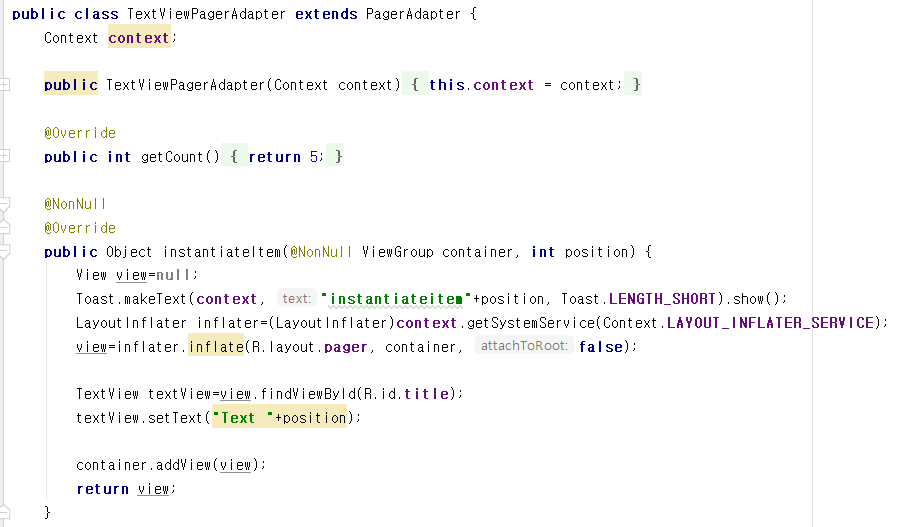 public class TextViewPagerAdapter extends PagerAdapter {
Context context;
public TextViewPagerAdapter(Context context) { this.context = context; }
@Override
public int getCount() { return 5; }
@NonNull
@Override
public Object instantiateItem(@NonNull ViewGroup container, int position) {
View view=null;
Toast.makeText(context, text: "instantiateitem"+position, Toast.LENGTH_SHORT).show();
LayoutInflater inflater=(LayoutInflater)context.getSystemService(Context.LAYOUT_INFLATER_SERVICE);
view=inflater.inflate(R.layout.pager, container, attachToRoot: false);
TextView textView=view.findViewById(R.id.title);
textView.setText("Text "+position);
container.addView(view);
return view;
}